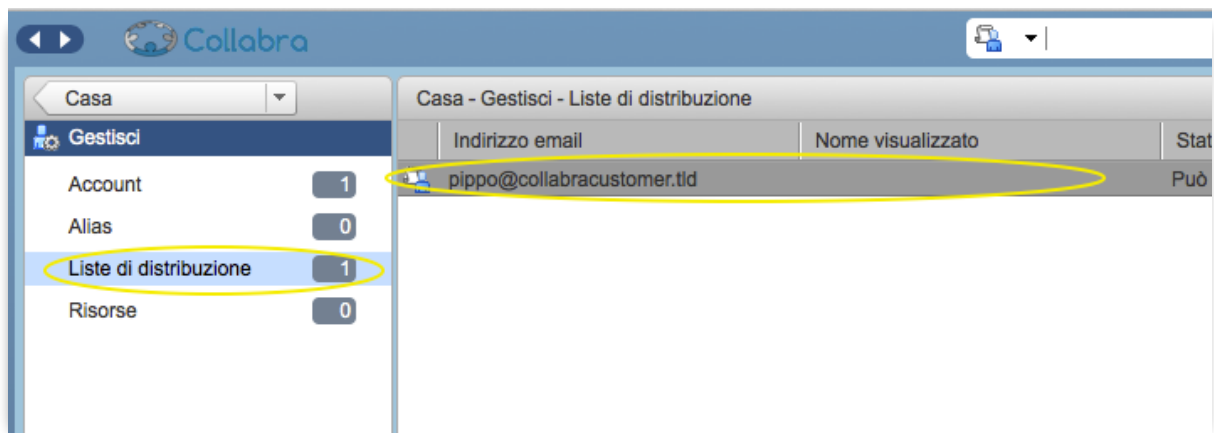 Collabra
Casa
Casa - Gestisci - Liste di distribuzione
Gestisci
Indirizzo email Nome visualizzato Stat
pippo@collabracustomer.tld Può
Account 1
Alias 0
Liste di distribuzione 1
Risorse 0